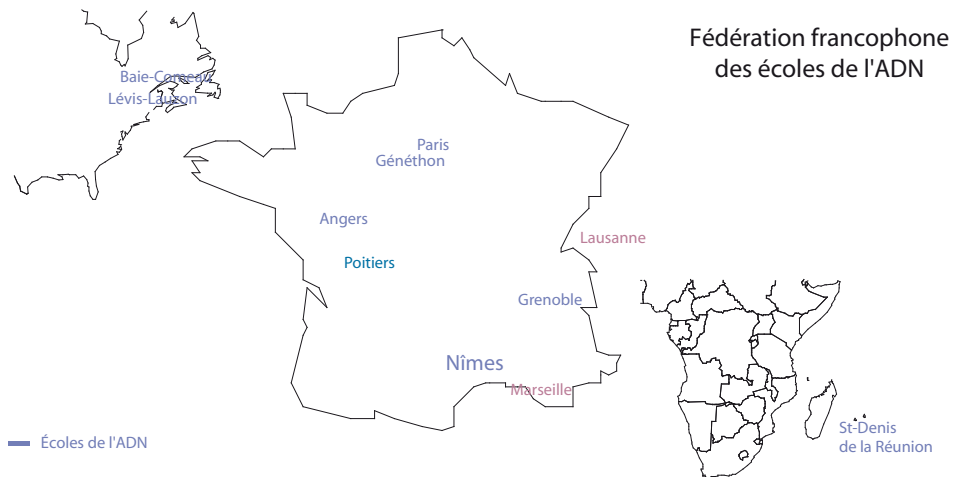 Fédération francophone
des écoles de l'ADN
Baie-Comeau
Lévis-Lauzon
Paris
Généthon
Angers
Lausanne
Poitiers
Grenoble
Nîmes
Marseille
St-Denis
de la Réunion
Écoles de l'ADN